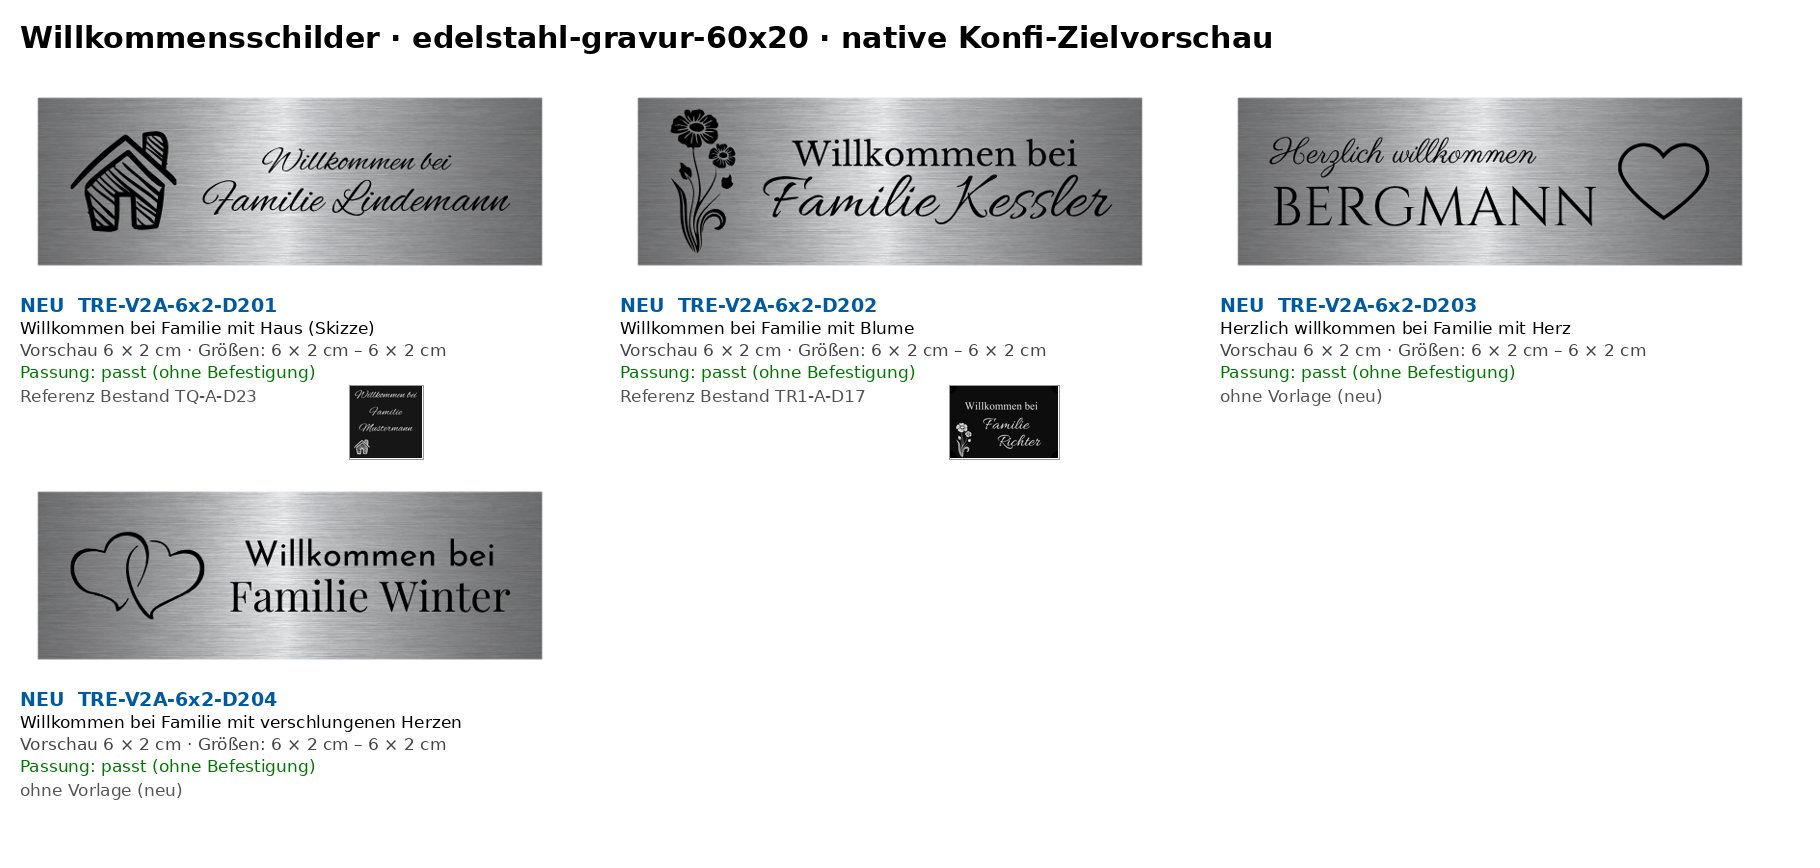 Willkommensschilder · edelstahl-gravur-60x20 · native Konfi-Zielvorschau
Willkommen bei
Familie Lindemann
NEU TRE-V2A-6x2-D201
Willkommen bei Familie mit Haus (Skizze)
Vorschau 6 × 2 cm · Größen: 6 × 2 cm – 6 × 2 cm
Passung: passt (ohne Befestigung)
Referenz Bestand TQ-A-D23
Willkommen bei
Familie
Mustermann
Willkommen bei
Familie Kessler
NEU TRE-V2A-6x2-D202
Willkommen bei Familie mit Blume
Vorschau 6 × 2 cm · Größen: 6 × 2 cm – 6 × 2 cm
Passung: passt (ohne Befestigung)
Referenz Bestand TR1-A-D17
Willkommen bei
Familie
Richter
Herzlich willkommen
BERGMANN
NEU TRE-V2A-6x2-D203
Herzlich willkommen bei Familie mit Herz
Vorschau 6 × 2 cm · Größen: 6 × 2 cm – 6 × 2 cm
Passung: passt (ohne Befestigung)
ohne Vorlage (neu)
Willkommen bei
Familie Winter
NEU TRE-V2A-6x2-D204
Willkommen bei Familie mit verschlungenen Herzen
Vorschau 6 × 2 cm · Größen: 6 × 2 cm – 6 × 2 cm
Passung: passt (ohne Befestigung)
ohne Vorlage (neu)